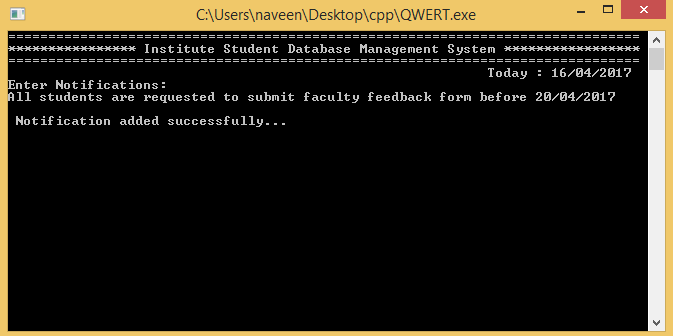 C:\Users\naveen\Desktop\cpp\QWERT.exe
================================================================================
**************** Institute Student Database Management System *****************
================================================================================
Today : 16/04/2017
Enter Notifications:
All students are requested to submit faculty feedback form before 20/04/2017
Notification added successfully...